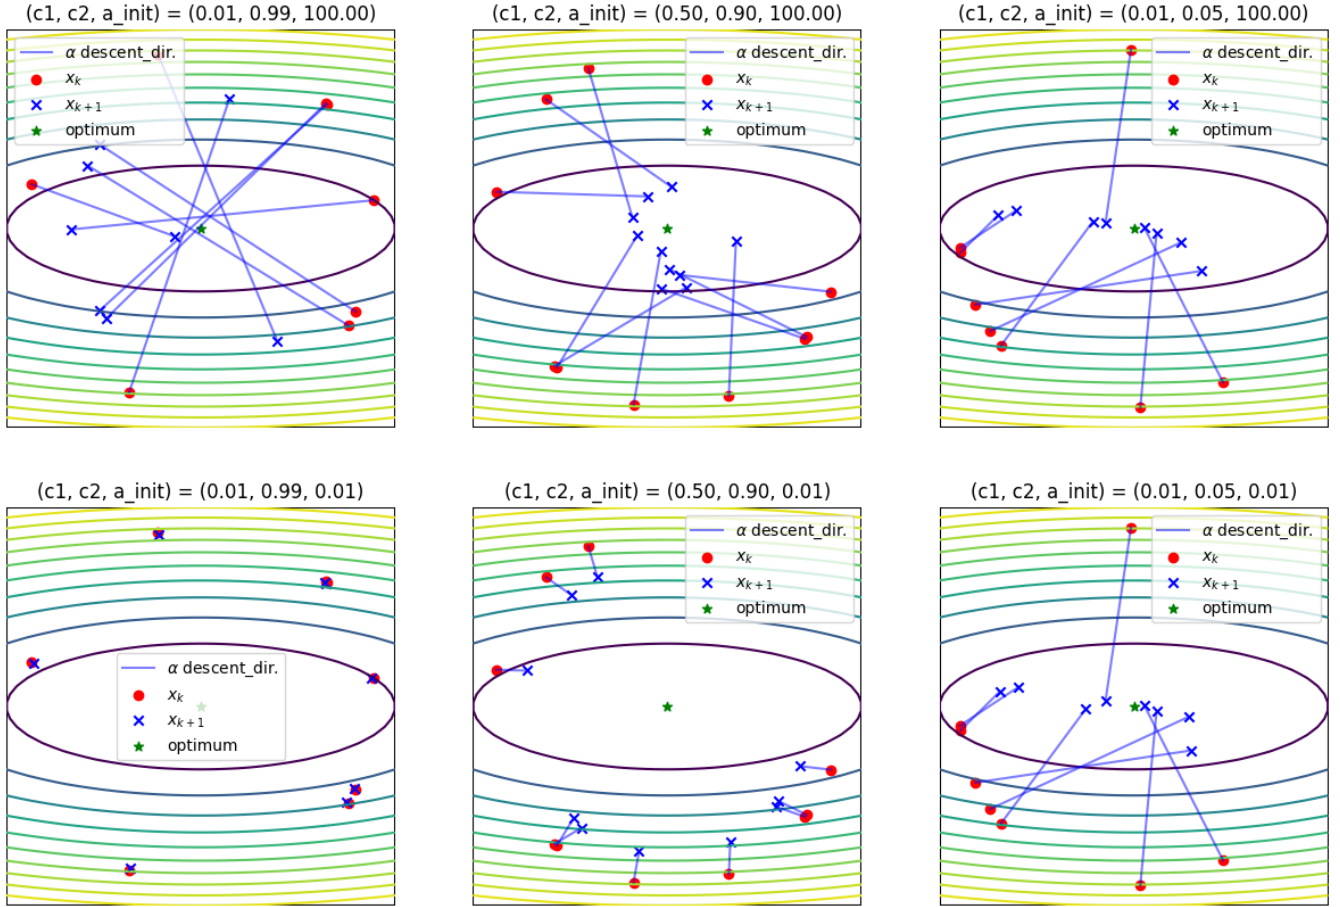 (c1, c2, a_init) = (0.01, 0.99, 100.00)
α descent_dir.
x_k
x_{k+1}
optimum
(c1, c2, a_init) = (0.50, 0.90, 100.00)
α descent_dir.
x_k
x_{k+1}
optimum
(c1, c2, a_init) = (0.01, 0.05, 100.00)
α descent_dir.
x_k
x_{k+1}
optimum
(c1, c2, a_init) = (0.01, 0.99, 0.01)
α descent_dir.
x_k
x_{k+1}
optimum
(c1, c2, a_init) = (0.50, 0.90, 0.01)
α descent_dir.
x_k
x_{k+1}
optimum
(c1, c2, a_init) = (0.01, 0.05, 0.01)
α descent_dir.
x_k
x_{k+1}
optimum